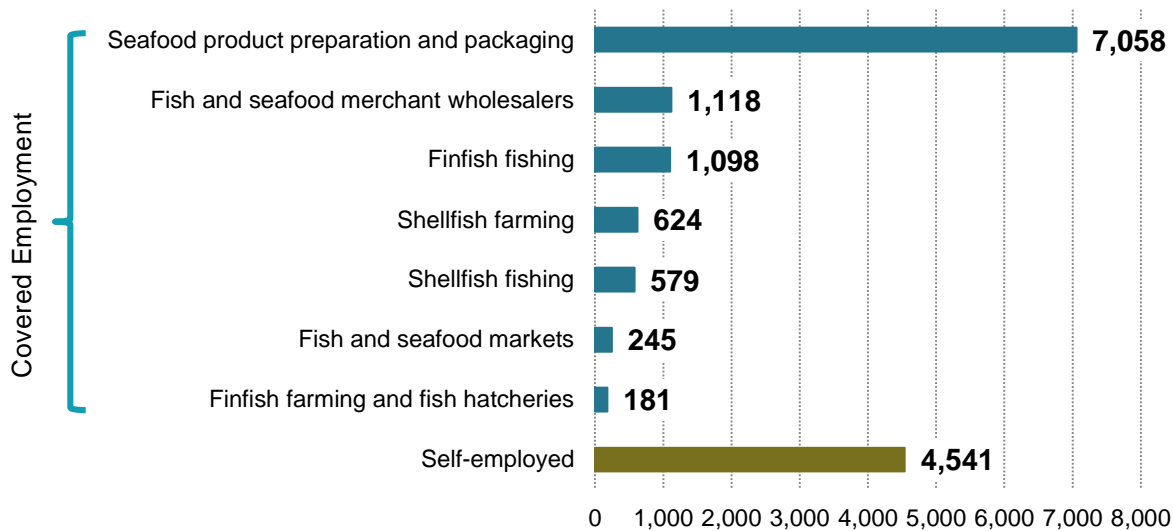 Covered Employment
Seafood product preparation and packaging 7,058
Fish and seafood merchant wholesalers 1,118
Finfish fishing 1,098
Shellfish farming 624
Shellfish fishing 579
Fish and seafood markets 245
Finfish farming and fish hatcheries 181
Self-employed 4,541
0 1,000 2,000 3,000 4,000 5,000 6,000 7,000 8,000